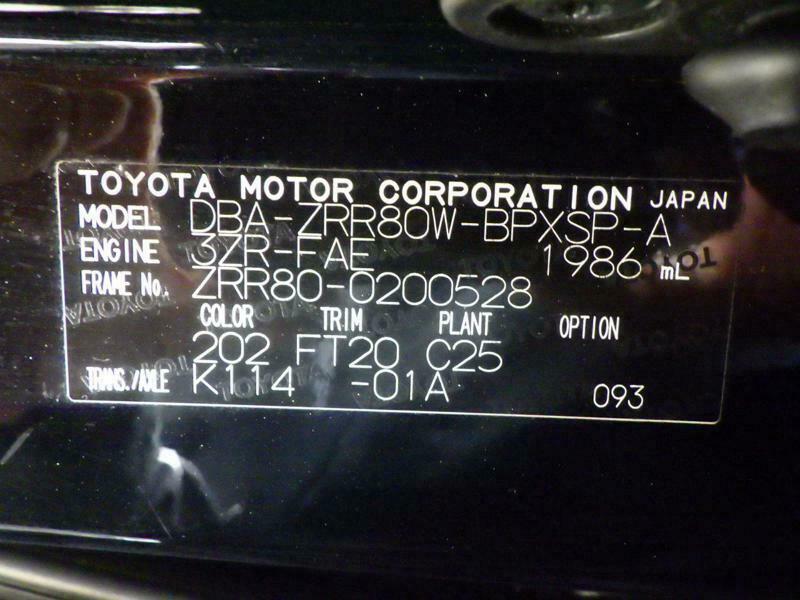 TOYOTA MOTOR CORPORATION JAPAN
MODEL DBA-ZRR80W-BPXSP-A
ENGINE 3ZR-FAE 1986 mL
FRAME No. ZRR80-0200528
COLOR TRIM PLANT OPTION
202 FT20 C25
TRANS./AXLE K114 -01A 093